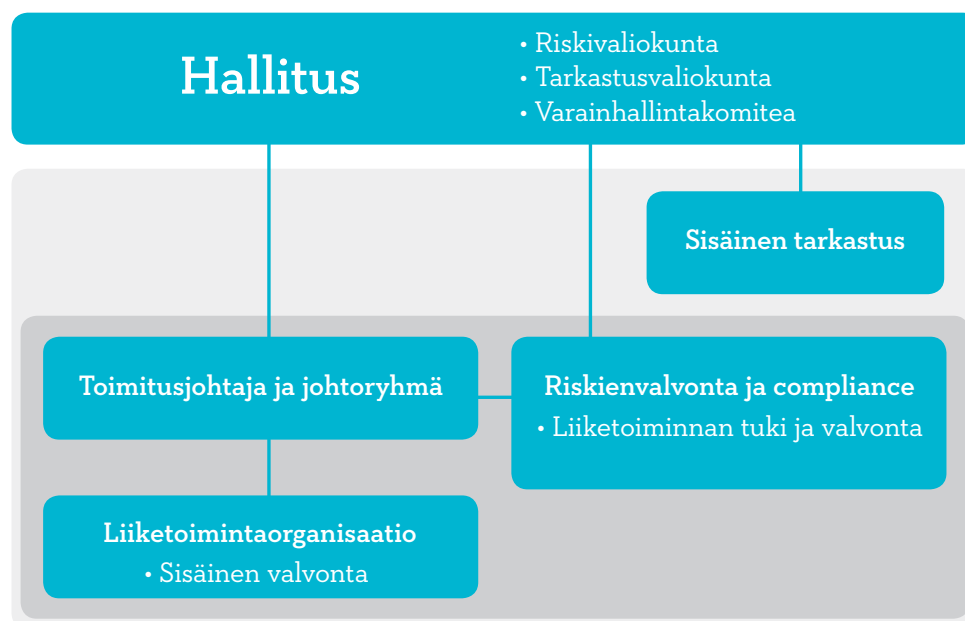 Hallitus
• Riskivaliokunta
• Tarkastusvaliokunta
• Varainhallintakomitea
Sisäinen tarkastus
Toimitusjohtaja ja johtoryhmä
Riskienvalvonta ja compliance
• Liiketoiminnan tuki ja valvonta
Liiketoimintaorganisaatio
• Sisäinen valvonta